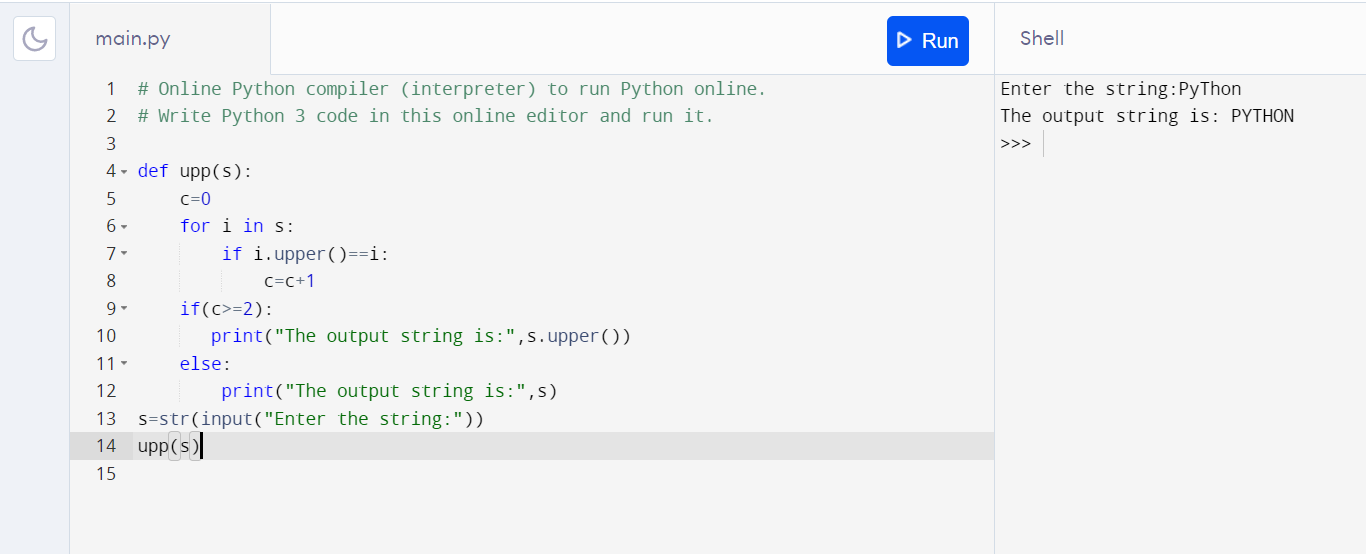 main.py
Run
Shell
1 # Online Python compiler (interpreter) to run Python online.
2 # Write Python 3 code in this online editor and run it.
3
4 def upp(s):
5     c=0
6     for i in s:
7         if i.upper()==i:
8             c=c+1
9     if(c>=2):
10        print("The output string is:",s.upper())
11    else:
12         print("The output string is:",s)
13 s=str(input("Enter the string:"))
14 upp(s)
15
Enter the string:PyThon
The output string is: PYTHON
>>>